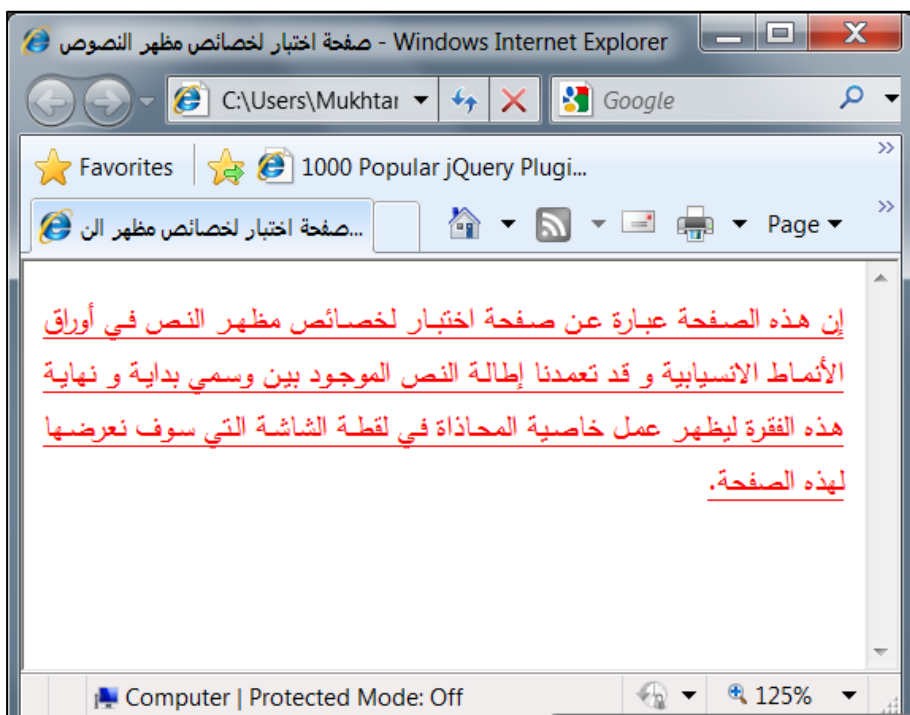 صفحة اختبار لخصائص مظهر النصوص - Windows Internet Explorer
C:\Users\Mukhtar
Google
Favorites
1000 Popular jQuery Plugi...
صفحة اختبار لخصائص مظهر الن...
Page
إن هذه الصفحة عبارة عن صفحة اختبار لخصائص مظهر النص في أوراق
الأنماط الانسيابية و قد تعمدنا إطالة النص الموجود بين وسمي بداية و نهاية
هذه الفقرة ليظهر عمل خاصية المحاذاة في لقطة الشاشة التي سوف نعرضها
لهذه الصفحة.
Computer | Protected Mode: Off
125%